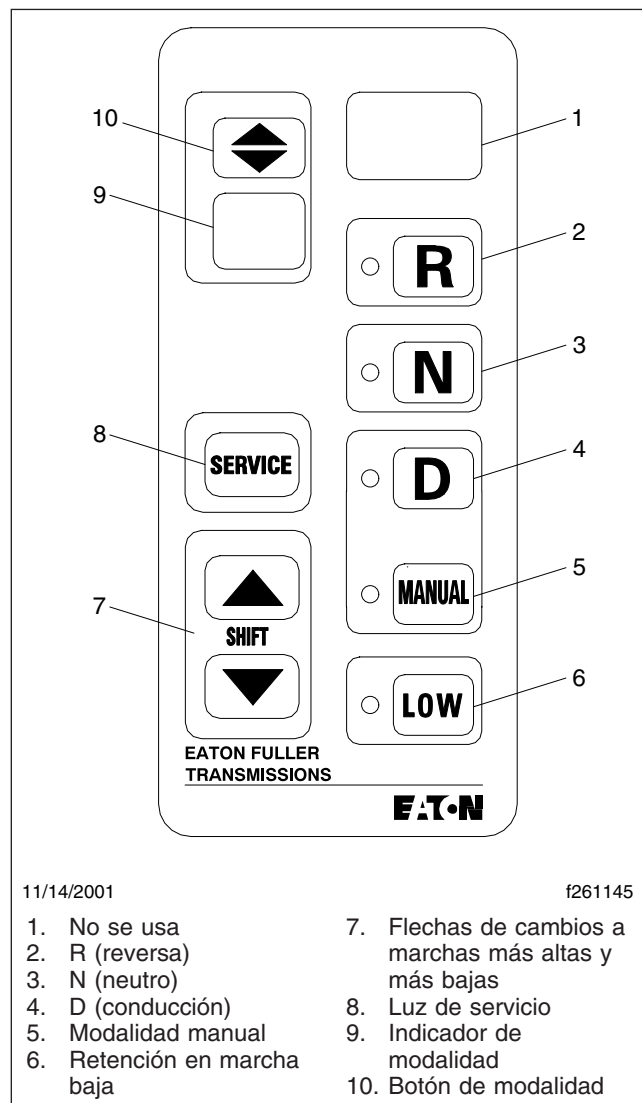 10
1
9
2
R
3
N
8
SERVICE
4
D
5
MANUAL
7
SHIFT
6
LOW
EATON FULLER
TRANSMISSIONS
EATON
11/14/2001
f261145
1. No se usa
2. R (reversa)
3. N (neutro)
4. D (conducción)
5. Modalidad manual
6. Retención en marcha
baja
7. Flechas de cambios a
marchas más altas y
más bajas
8. Luz de servicio
9. Indicador de
modalidad
10. Botón de modalidad